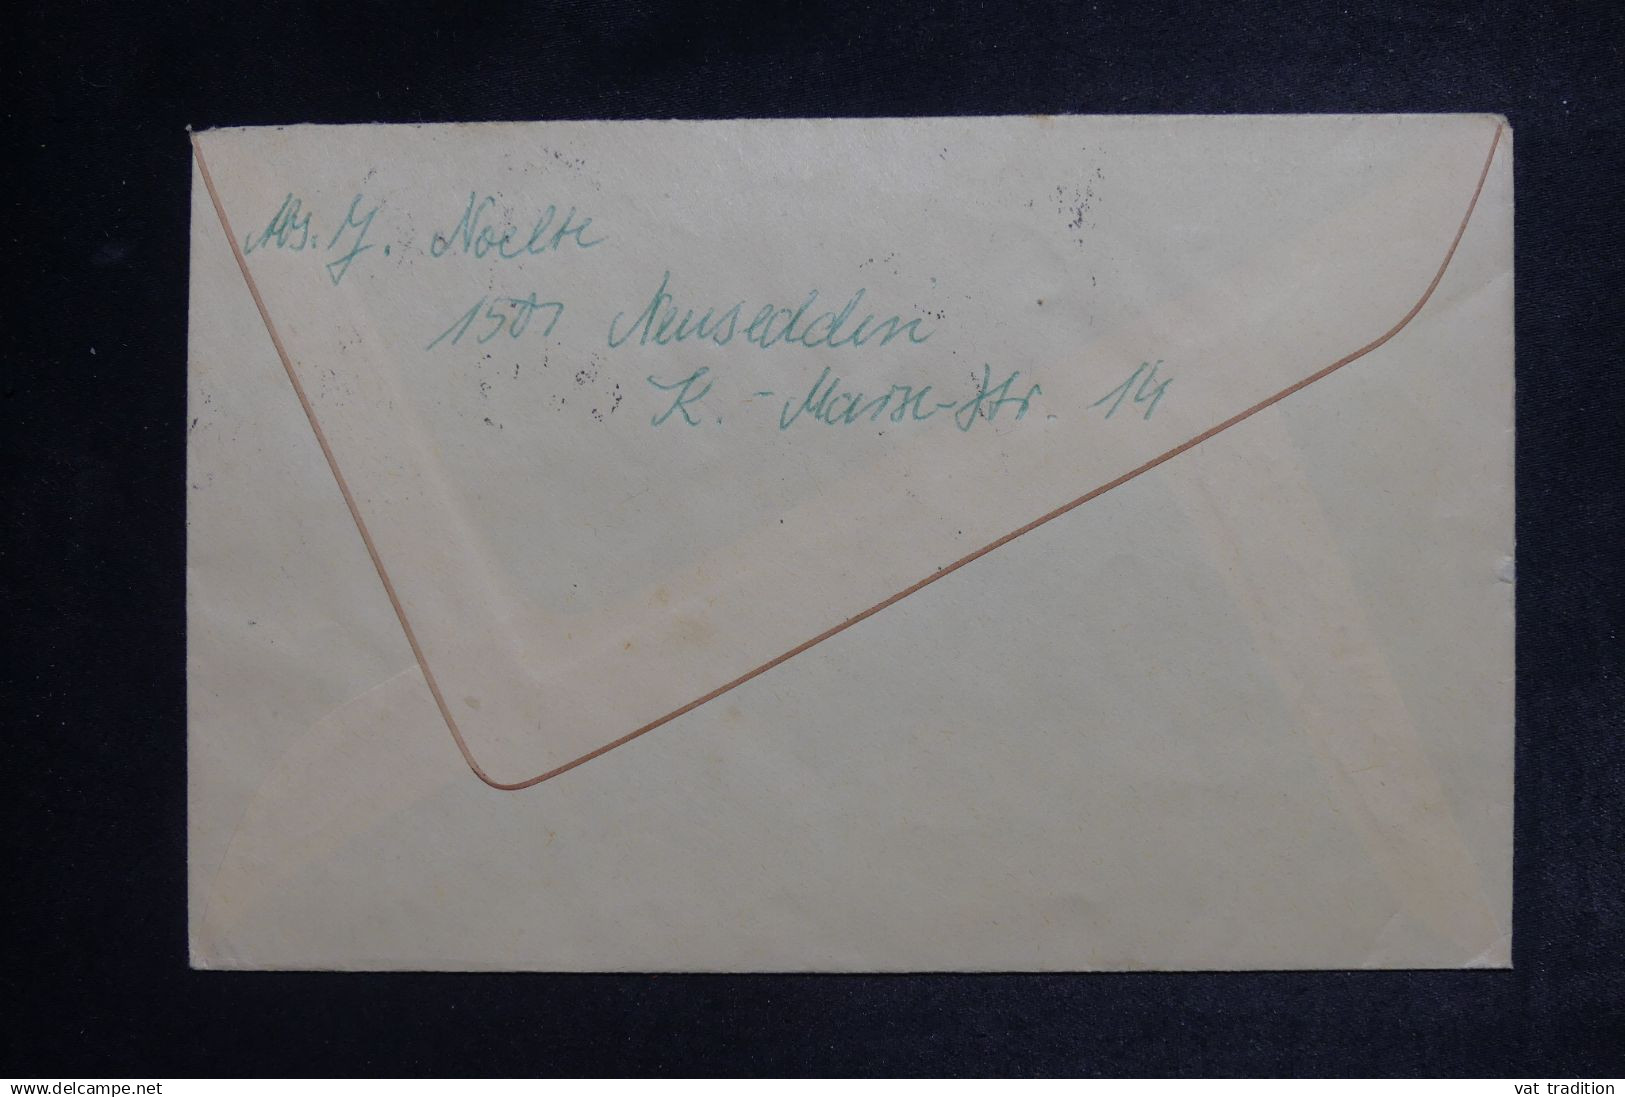 Abs. J. Noelte
1501 Neuseddin
K.-Marx-Str. 14
www.delcampe.net
vat tradition